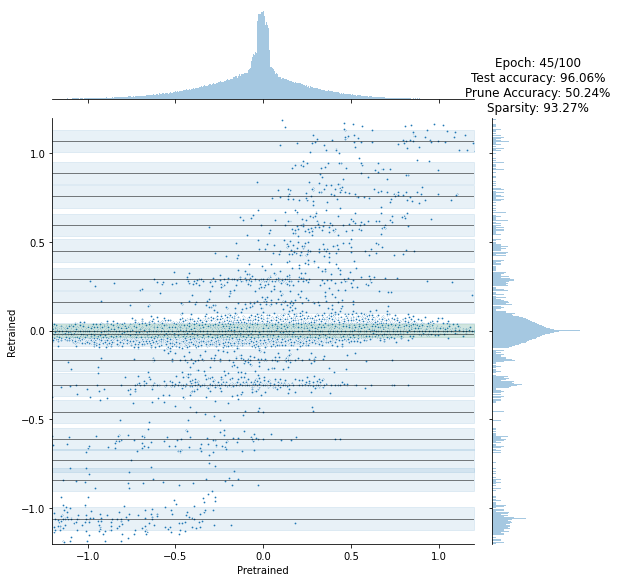 Epoch: 45/100
Test accuracy: 96.06%
Prune Accuracy: 50.24%
Sparsity: 93.27%
1.0
0.5
0.0
−0.5
−1.0
Retrained
−1.0
−0.5
0.0
0.5
1.0
Pretrained